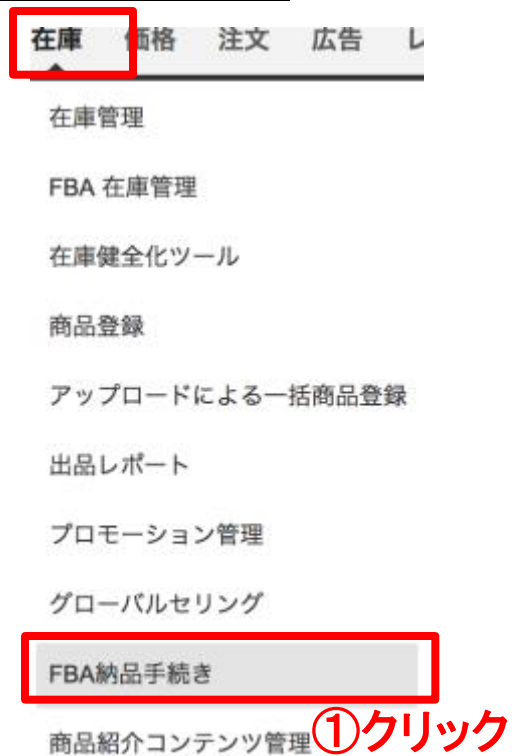 在庫 価格 注文 広告 レ
在庫管理
FBA 在庫管理
在庫健全化ツール
商品登録
アップロードによる一括商品登録
出品レポート
プロモーション管理
グローバルセリング
FBA納品手続き
商品紹介コンテンツ管理
①クリック